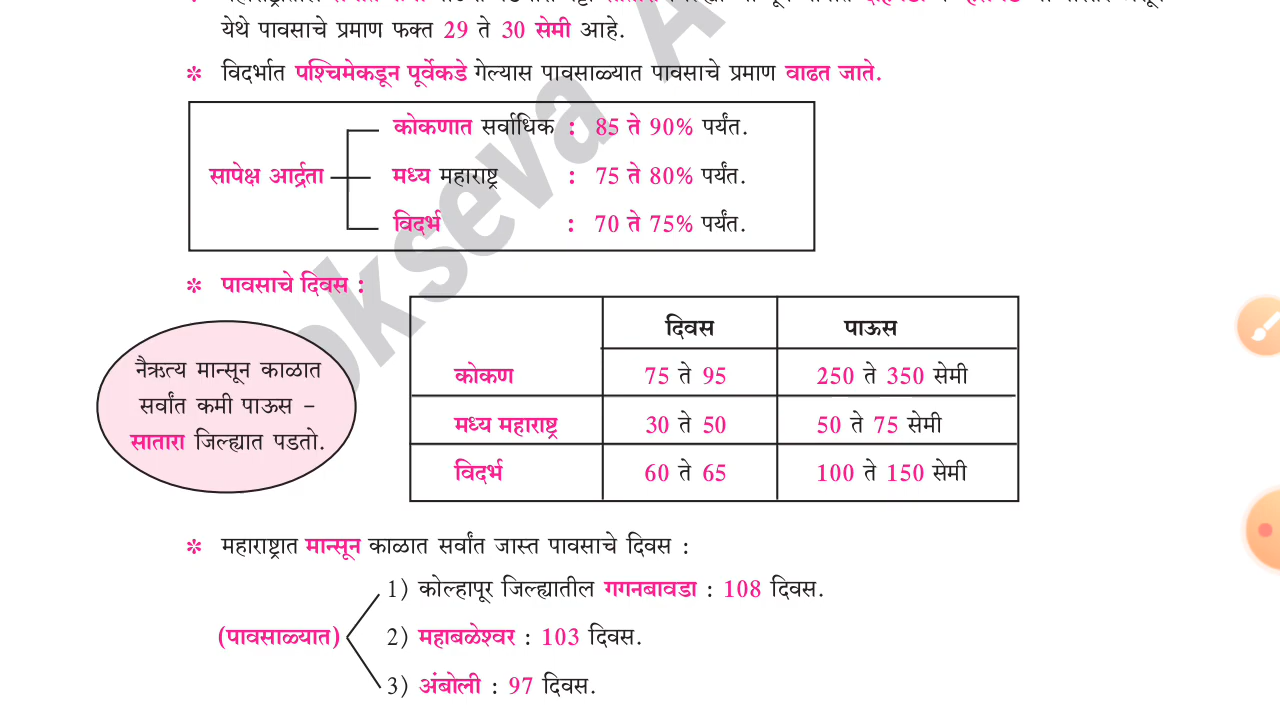 येथे पावसाचे प्रमाण फक्त 29 ते 30 सेमी आहे.
* विदर्भात पश्चिमेकडून पूर्वेकडे गेल्यास पावसाळ्यात पावसाचे प्रमाण वाढत जाते.
कोकणात सर्वाधिक : 85 ते 90% पर्यंत.
सापेक्ष आर्द्रता मध्य महाराष्ट्र : 75 ते 80% पर्यंत.
विदर्भ : 70 ते 75% पर्यंत.
* पावसाचे दिवस :
नैऋत्य मान्सून काळात
सर्वांत कमी पाऊस –
सातारा जिल्ह्यात पडतो.
दिवस पाऊस
कोकण 75 ते 95 250 ते 350 सेमी
मध्य महाराष्ट्र 30 ते 50 50 ते 75 सेमी
विदर्भ 60 ते 65 100 ते 150 सेमी
* महाराष्ट्रात मान्सून काळात सर्वांत जास्त पावसाचे दिवस :
1) कोल्हापूर जिल्ह्यातील गगनबावडा : 108 दिवस.
(पावसाळ्यात) 2) महाबळेश्वर : 103 दिवस.
3) अंबोली : 97 दिवस.